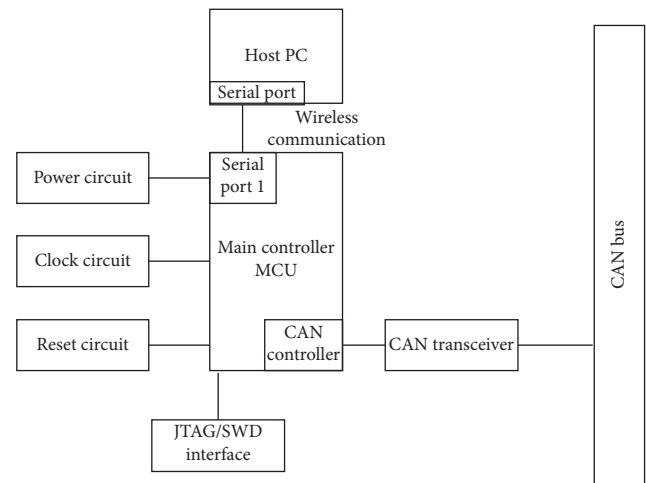 Host PC
Serial port
Wireless
communication
Serial
port 1
Power circuit
Main controller
MCU
Clock circuit
Reset circuit
CAN
controller
CAN transceiver
CAN bus
JTAG/SWD
interface